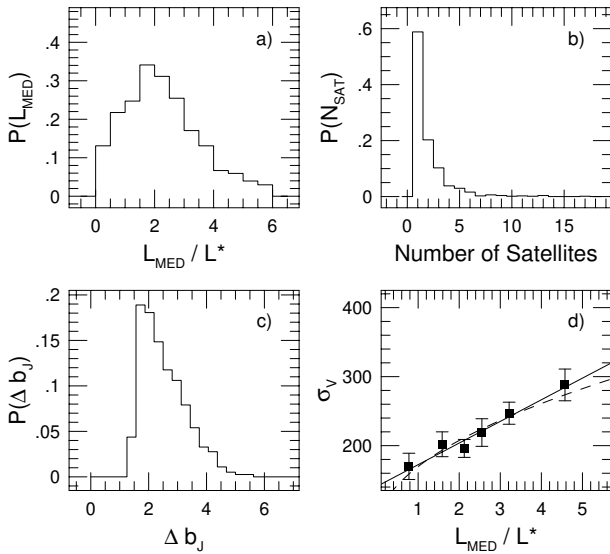 a)
P(L_MED)
.4
.3
.2
.1
0
0 2 4 6
L_MED / L*
b)
P(N_SAT)
.6
.4
.2
0
0 5 10 15
Number of Satellites
c)
P(Δ b_J)
.2
.15
.1
.05
0
0 2 4 6
Δ b_J
d)
σ_V
400
300
200
1 2 3 4 5
L_MED / L*